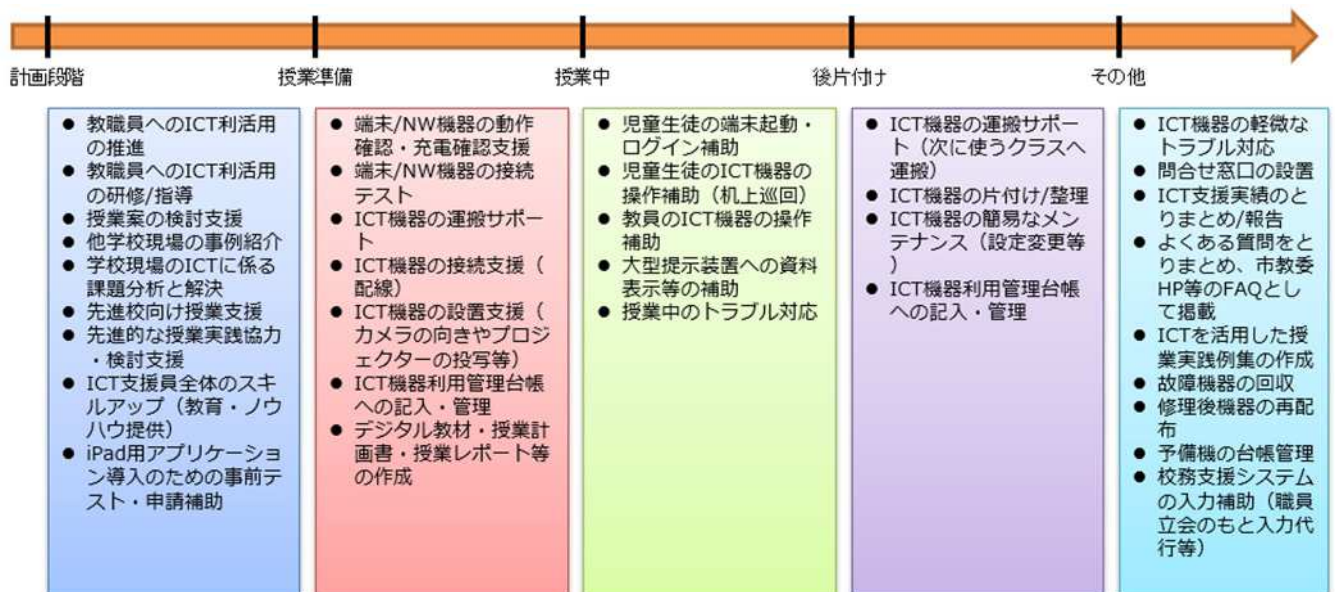 計画段階
授業準備
授業中
後片付け
その他
● 教職員へのICT利活用
の推進
● 教職員へのICT利活用
の研修/指導
● 授業案の検討支援
● 他学校現場の事例紹介
● 学校現場のICTに係る
課題分析と解決
● 先進校向け授業支援
● 先進的な授業実践協力
・検討支援
● ICT支援員全体のスキ
ルアップ（教育・ノウ
ハウ提供）
● iPad用アプリケーショ
ン導入のための事前テ
スト・申請補助
● 端末/NW機器の動作
確認・充電確認支援
● 端末/NW機器の接続
テスト
● ICT機器の運搬サポー
ト
● ICT機器の接続支援（
配線）
● ICT機器の設置支援（
カメラの向きやプロジ
ェクターの投写等）
● ICT機器利用管理台帳
への記入・管理
● デジタル教材・授業計
画書・授業レポート等
の作成
● 児童生徒の端末起動・
ログイン補助
● 児童生徒のICT機器の
操作補助（机上巡回）
● 教員のICT機器の操作
補助
● 大型提示装置への資料
表示等の補助
● 授業中のトラブル対応
● ICT機器の運搬サポー
ト（次に使うクラスへ
運搬）
● ICT機器の片付け/整理
● ICT機器の簡易なメン
テナンス（設定変更等
）
● ICT機器利用管理台帳
への記入・管理
● ICT機器の軽微な
トラブル対応
● 問合せ窓口の設置
● ICT支援実績のと
りまとめ/報告
● よくある質問をと
りまとめ、市教委
HP等のFAQとし
て掲載
● ICTを活用した授
業実践例集の作成
● 故障機器の回収
● 修理後機器の再配
布
● 予備機の台帳管理
● 校務支援システム
の入力補助（職員
立会のもと入力代
行等）